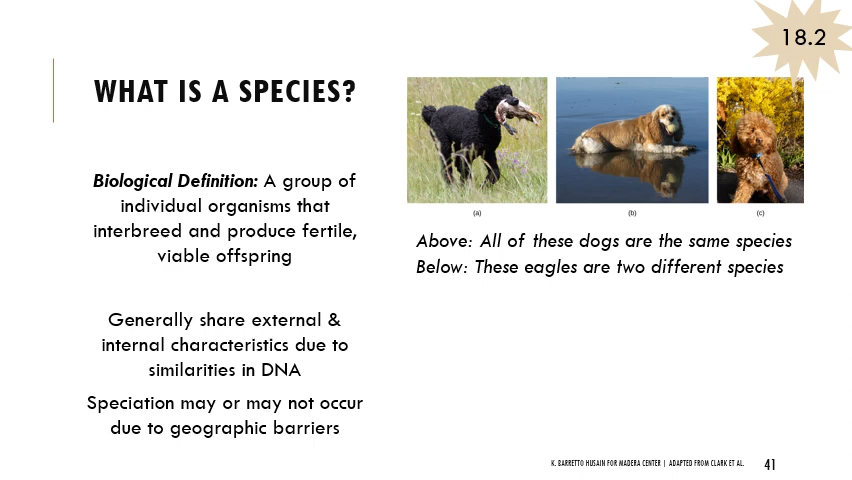 18.2
WHAT IS A SPECIES?
Biological Definition: A group of
individual organisms that
interbreed and produce fertile,
viable offspring
Generally share external &
internal characteristics due to
similarities in DNA
Speciation may or may not occur
due to geographic barriers
(a)
(b)
(c)
Above: All of these dogs are the same species
Below: These eagles are two different species
K. BARRETTO HUSAIN FOR MADERA CENTER | ADAPTED FROM CLARK ET AL.
41